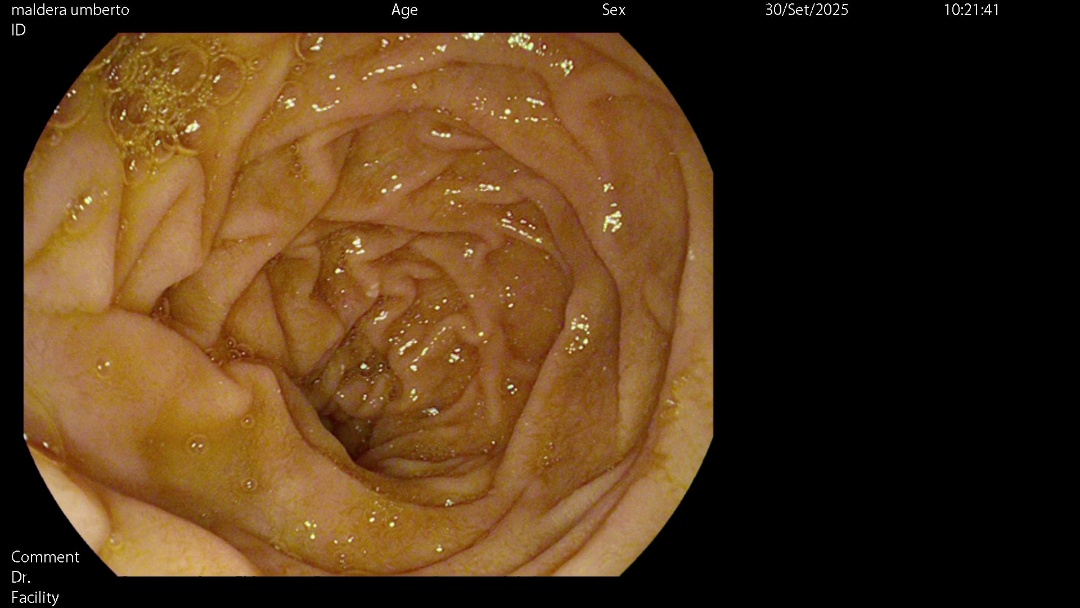 maldera umberto Age Sex 30/Set/2025 10:21:41
ID
Comment
Dr.
Facility